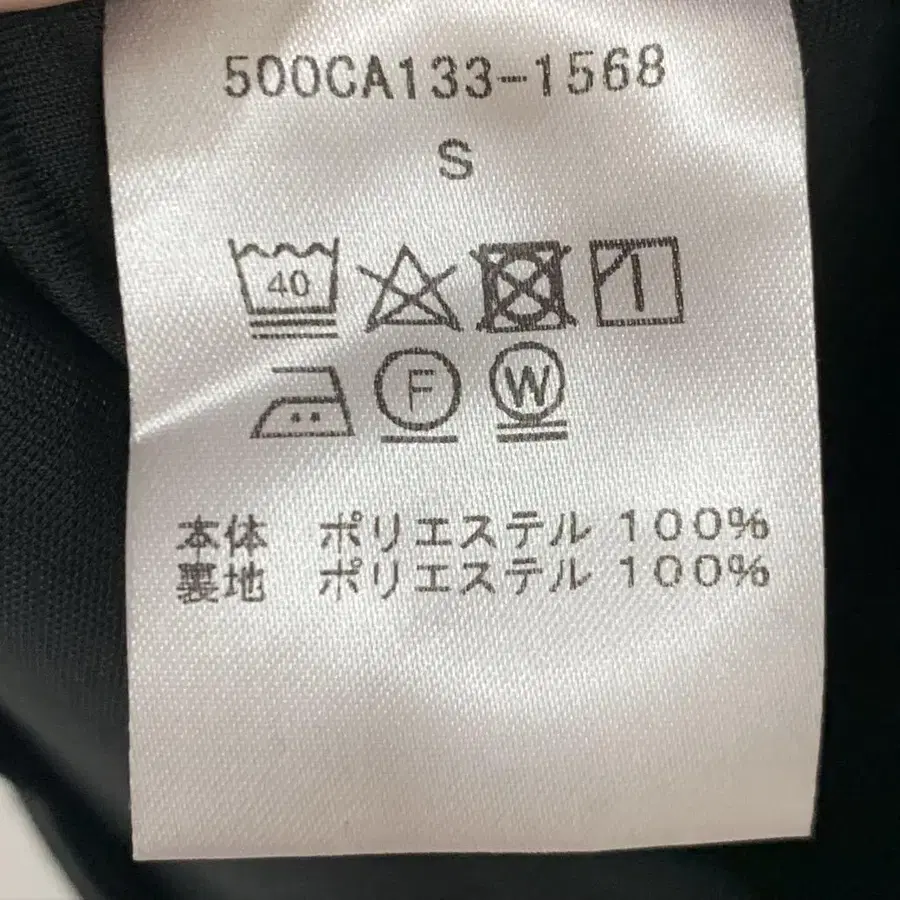 500CA133-1568
S
40
F W
本体 ポリエステル 100%
裏地 ポリエステル 100%